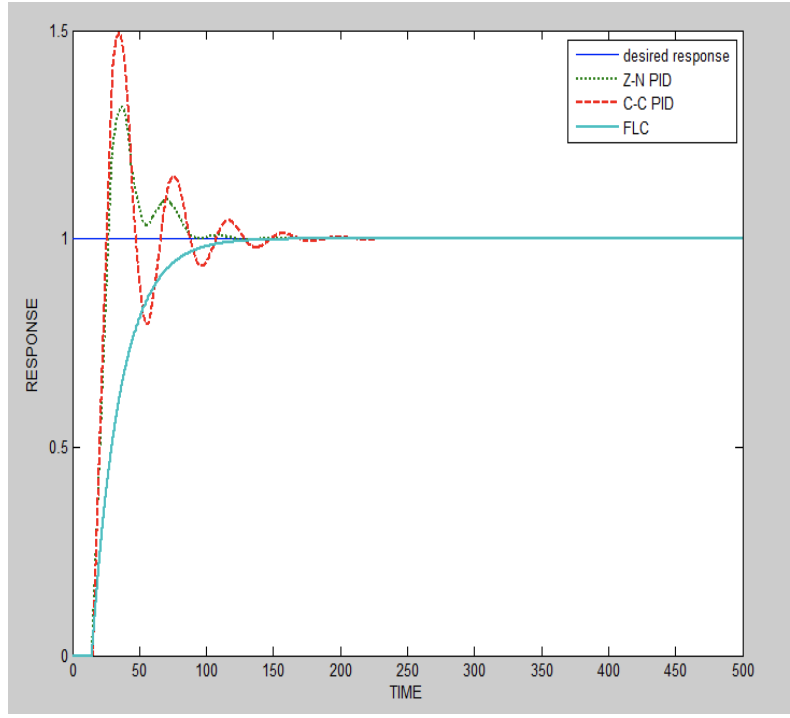 1.5
desired response
Z-N PID
C-C PID
FLC
1
RESPONSE
0.5
0
0 50 100 150 200 250 300 350 400 450 500
TIME